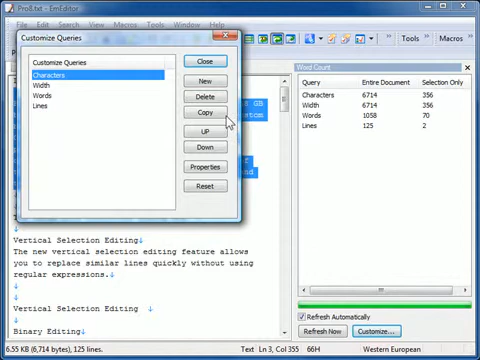 Pro8.txt - EmEditor
File Edit Search View Macros Tools Window Help
Tools
Macros
Customize Queries
Customize Queries
Characters
Width
Words
Lines
Close
New
Delete
Copy
UP
Down
Properties
Reset
GB
Vertical Selection Editing↓
The new vertical selection editing feature allows
you to replace similar lines quickly without using
regular expressions.↓
↓
↓
Vertical Selection Editing ↓
↓
Binary Editing↓
Word Count
Query Entire Document Selection Only
Characters 6714 356
Width 6714 356
Words 1058 70
Lines 125 2
Refresh Automatically
Refresh Now Customize...
6.55 KB (6,714 bytes), 125 lines. Text Ln 3, Col 355 66H Western European